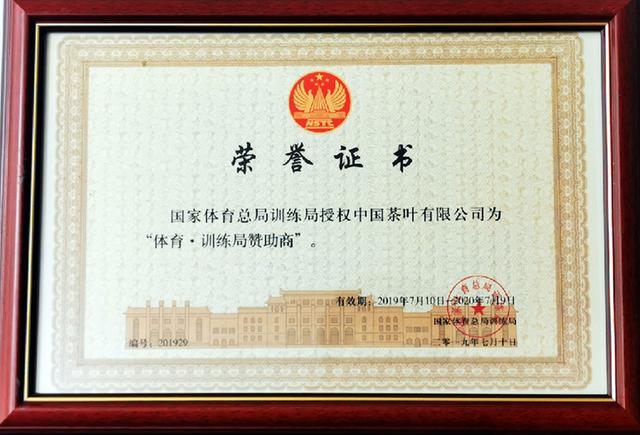 NSTC
荣誉证书
国家体育总局训练局授权中国茶叶有限公司为
“体育·训练局赞助商”。
有效期：2019年7月10日—2020年7月9日
国家体育总局训练局
编号：201929
二零一九年七月十日